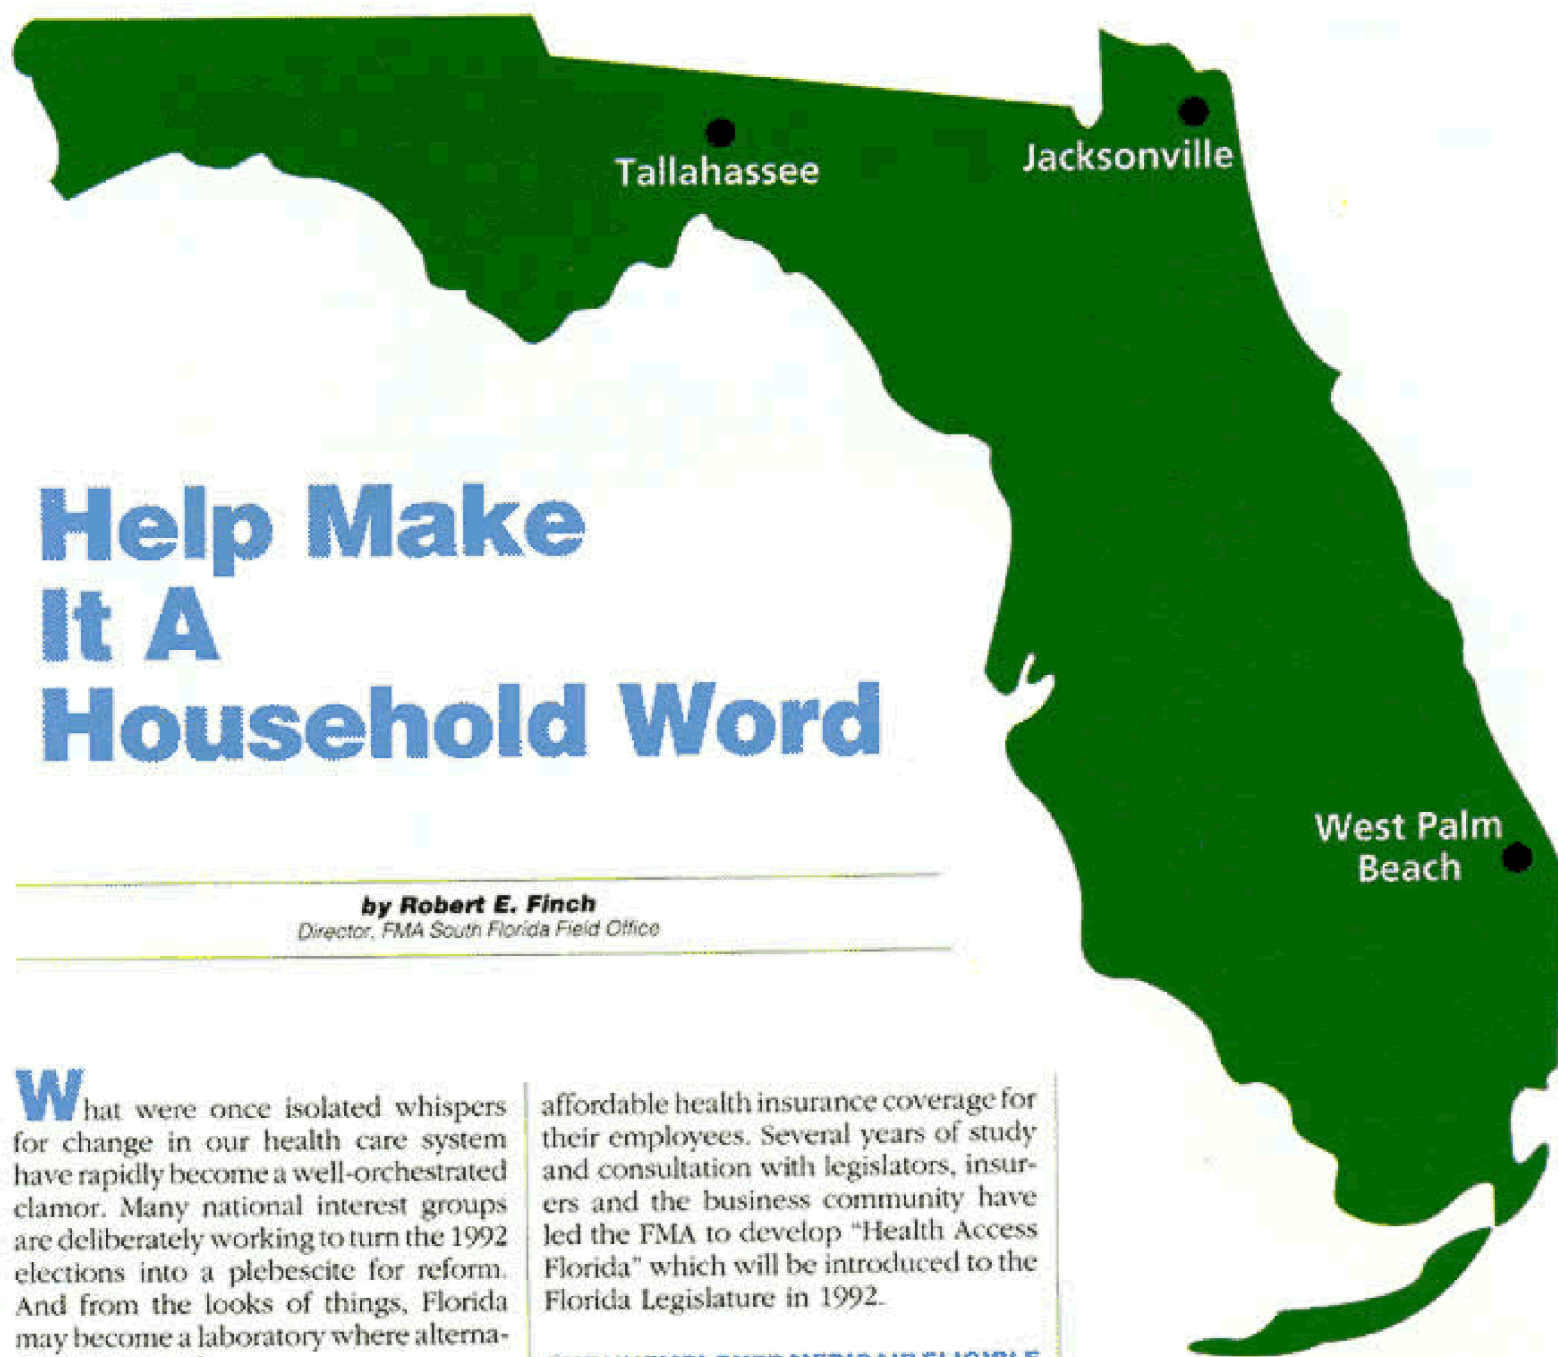 Tallahassee
Jacksonville
Help Make
It A
Household Word
West Palm
Beach
by Robert E. Finch
Director, FMA South Florida Field Office
What were once isolated whispers
for change in our health care system
have rapidly become a well-orchestrated
clamor. Many national interest groups
are deliberately working to turn the 1992
elections into a plebescite for reform.
And from the looks of things, Florida
may become a laboratory where alterna-
affordable health insurance coverage for
their employees. Several years of study
and consultation with legislators, insur-
ers and the business community have
led the FMA to develop "Health Access
Florida" which will be introduced to the
Florida Legislature in 1992.